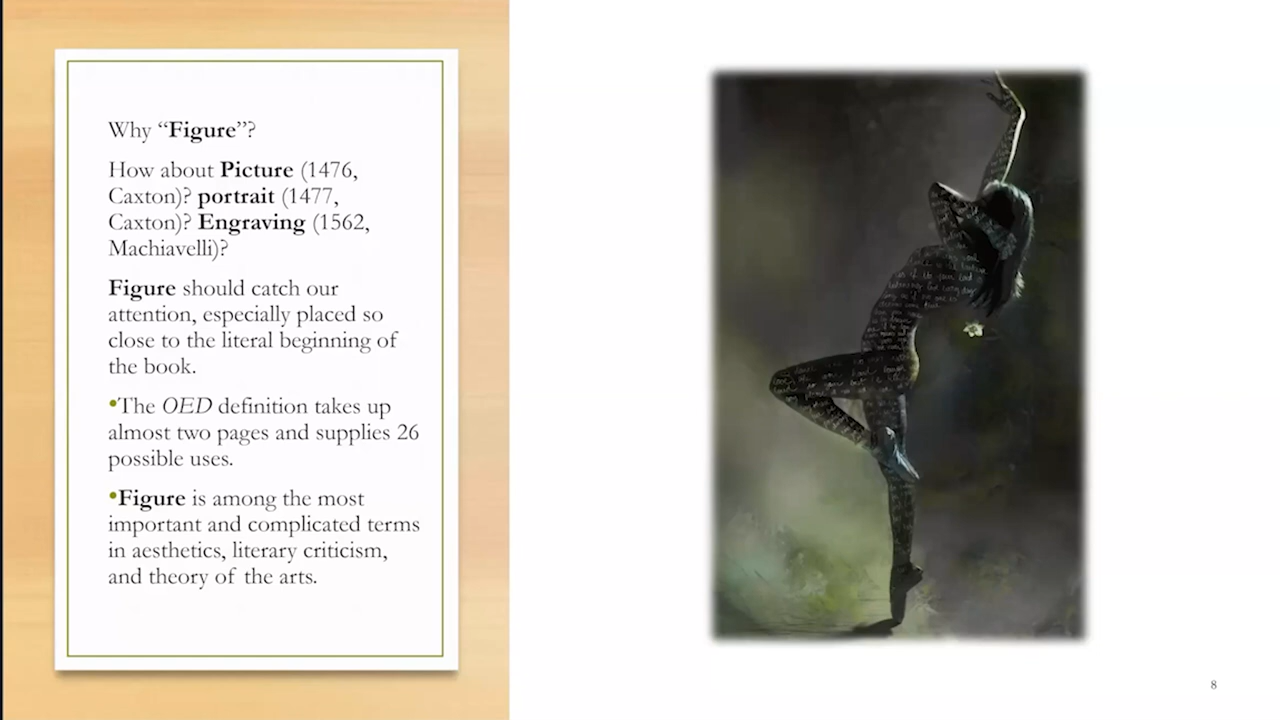 Why “Figure”?
How about Picture (1476,
Caxton)? portrait (1477,
Caxton)? Engraving (1562,
Machiavelli)?
Figure should catch our
attention, especially placed so
close to the literal beginning of
the book.
•The OED definition takes up
almost two pages and supplies 26
possible uses.
•Figure is among the most
important and complicated terms
in aesthetics, literary criticism,
and theory of the arts.
8